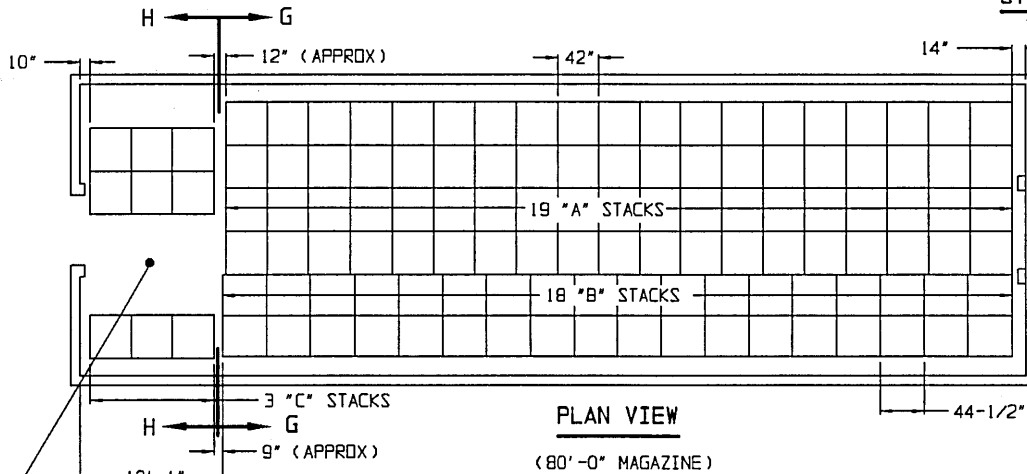 H G
10" 12" (APPROX) 42" 14"
19 "A" STACKS
18 "B" STACKS
3 "C" STACKS
H G
9" (APPROX)
PLAN VIEW
(80'-0" MAGAZINE)
44-1/2"